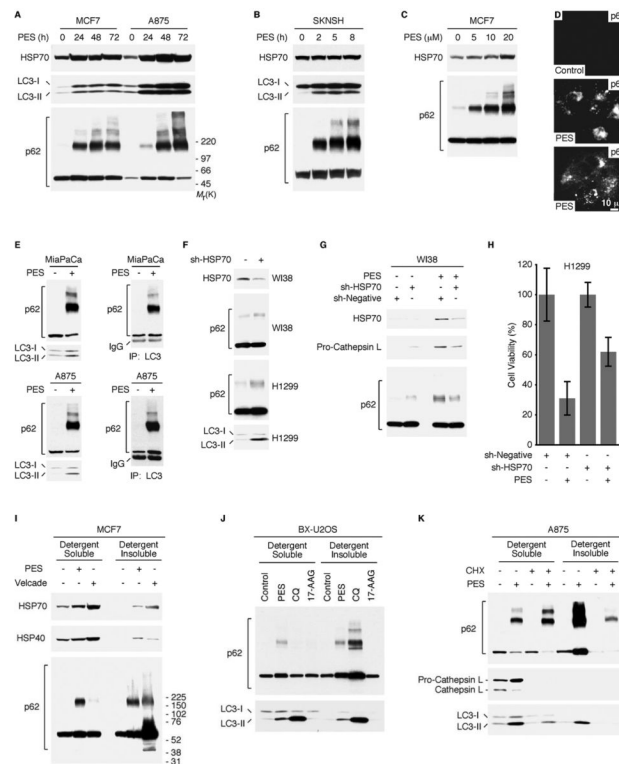 A
MCF7 A875
PES (h) 0 24 48 72 0 24 48 72
HSP70
LC3-I
LC3-II
p62
220
97
66
45
Mr(K)
B
SKNSH
PES (h) 0 2 5 8
HSP70
LC3-I
LC3-II
p62
C
MCF7
PES (μM) 0 5 10 20
HSP70
p62
D
Control
PES
PES
10
E
MiaPaCa MiaPaCa
PES - + PES - +
p62 p62
LC3-I
LC3-II
IgG
IP: LC3
A875 A875
PES - + PES - +
p62 p62
LC3-I
LC3-II
IgG
IP: LC3
F
sh-HSP70
- +
HSP70 WI38
p62 WI38
p62 H1299
LC3-I
LC3-II H1299
G
WI38
PES - - + +
sh-HSP70 - + - +
sh-Negative + - + -
HSP70
Pro-Cathepsin L
p62
H
H1299
Cell Viability (%)
120
100
80
60
40
20
0
sh-Negative + + - -
sh-HSP70 - - + +
PES - + - +
I
MCF7
Detergent Soluble Detergent Insoluble
PES - + - - + -
Velcade - - + - - +
HSP70
HSP40
p62
225
150
102
76
52
38
31
J
BX-U2OS
Detergent Soluble Detergent Insoluble
Control PES CQ 17-AAG Control PES CQ 17-AAG
p62
LC3-I
LC3-II
K
A875
Detergent Soluble Detergent Insoluble
CHX - - + + - - + +
PES - + - + - + - +
p62
Pro-Cathepsin L
Cathepsin L
LC3-I
LC3-II